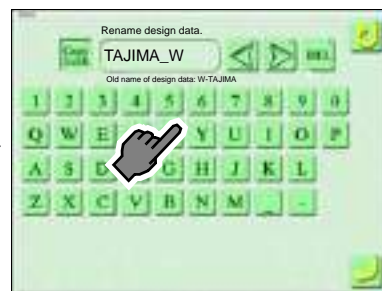 Rename design data.
TAJIMA_W DEL
Old name of design data: W-TAJIMA
1 2 3 4 5 6 7 8 9 0
Q W E Y U I O P
A S D G H J K L
Z X C V B N M _ -